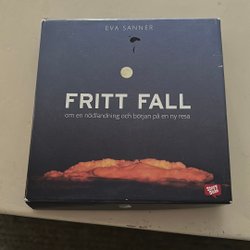 EVA SANNER
FRITT FALL
om en nödlandning och början på en ny resa